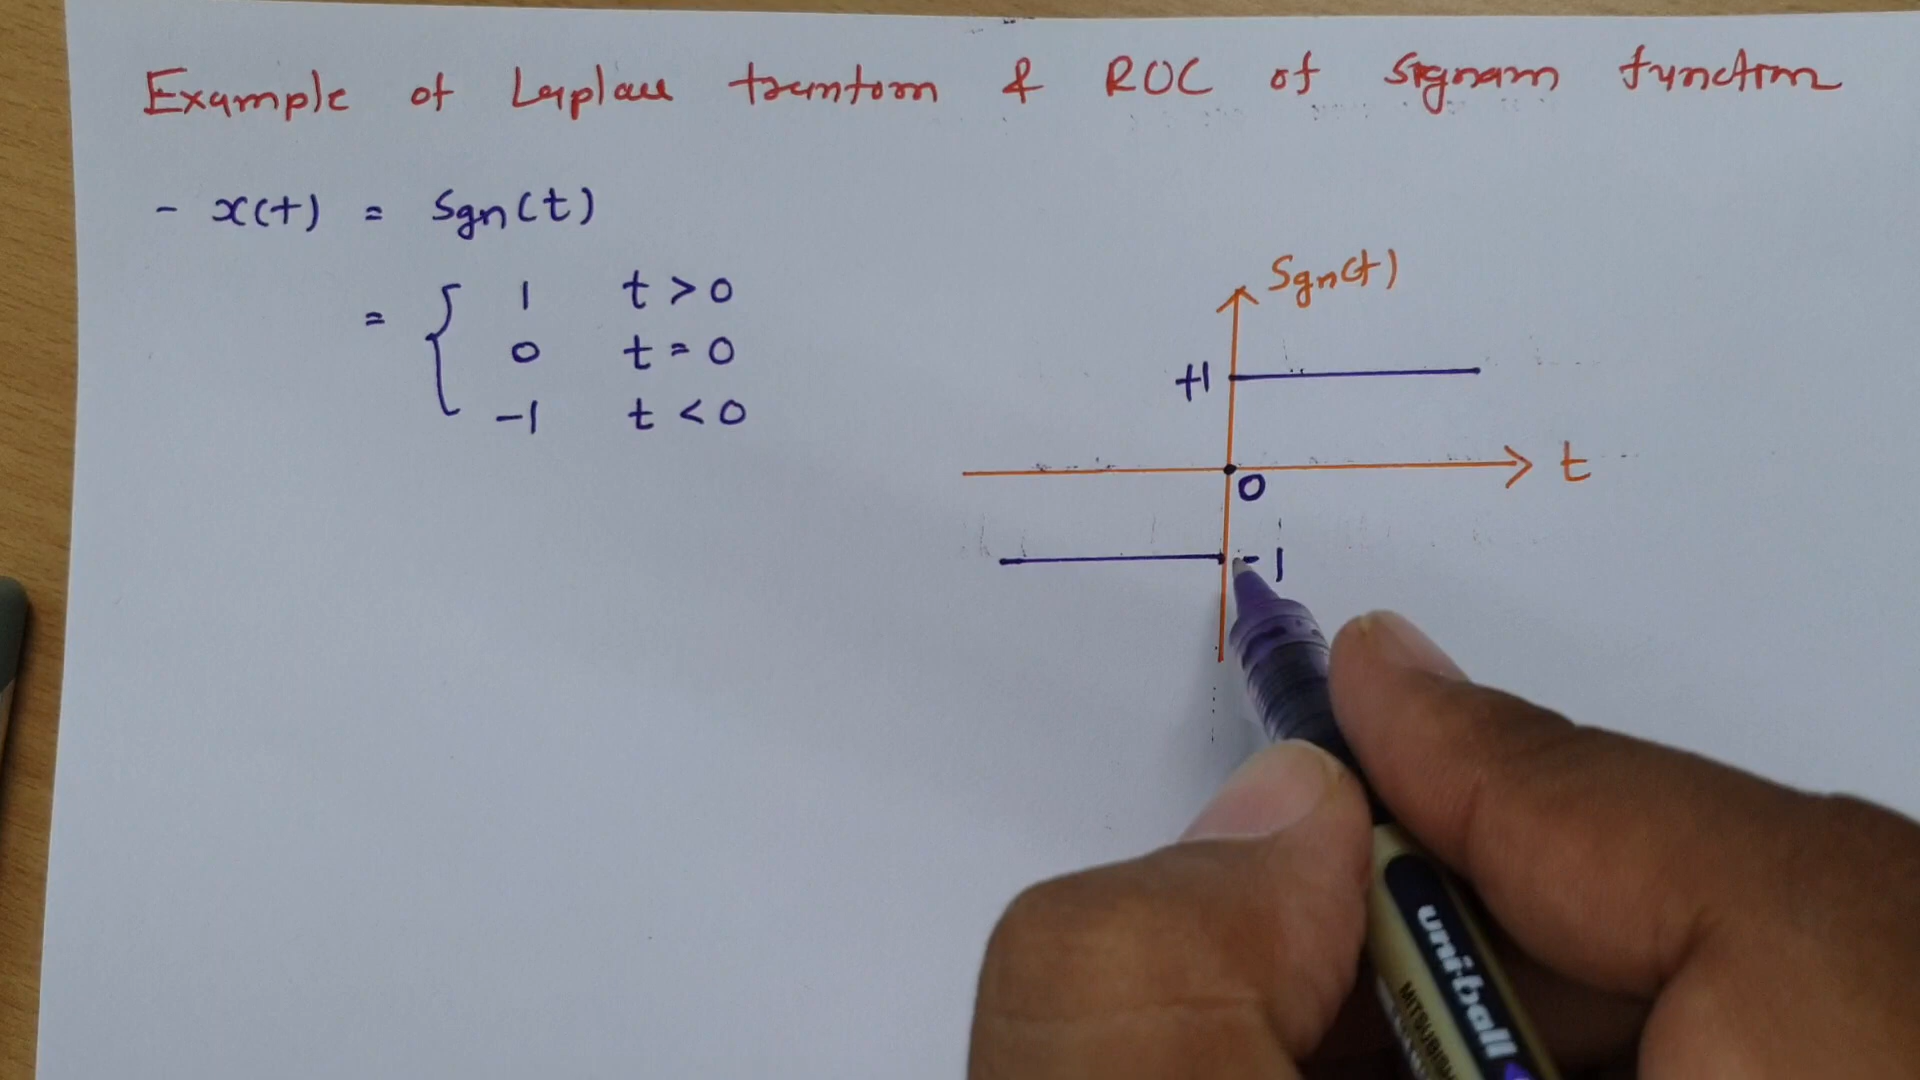 Example of Laplace transform & ROC of signum function
- x(t) = Sgn(t)
= { 1 t > 0
0 t = 0
-1 t < 0
Sgn(t)
+1
t
0
-1
uni-ball
MITSUBISHI